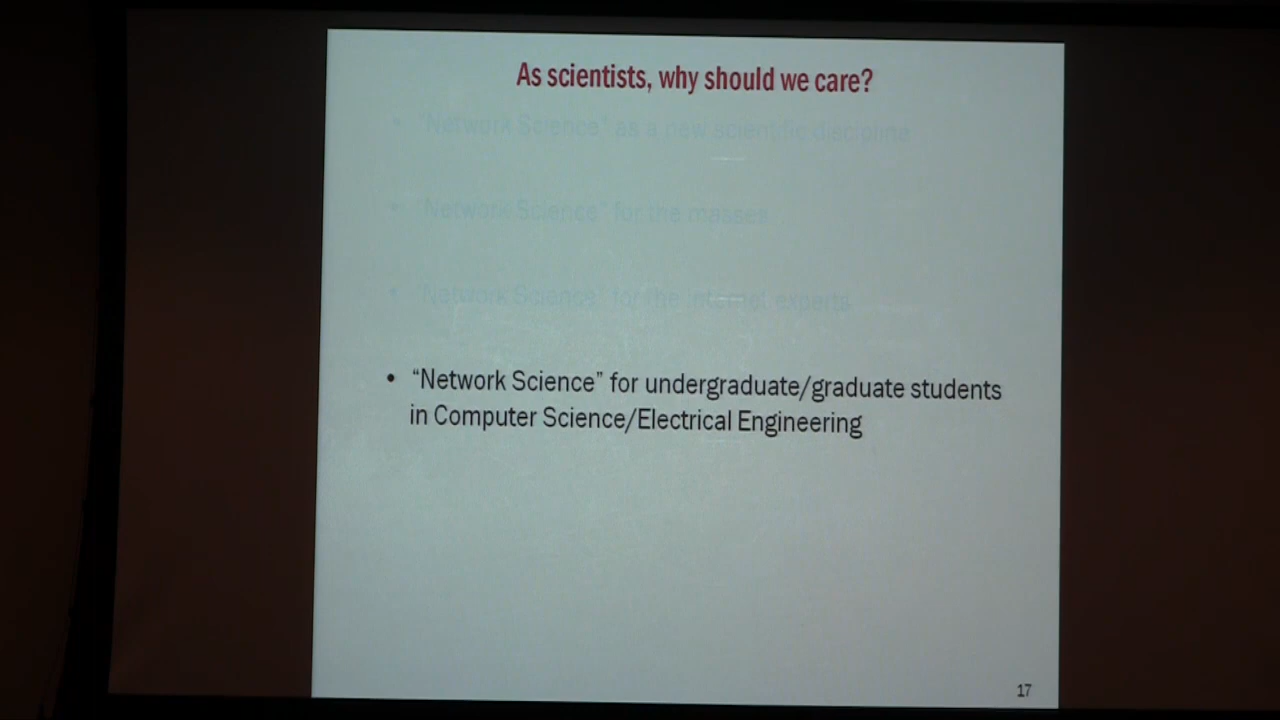 As scientists, why should we care?
• "Network Science" as a new scientific discipline
• "Network Science" for the masses
• "Network Science" for the internet experts
• “Network Science” for undergraduate/graduate students
in Computer Science/Electrical Engineering
17